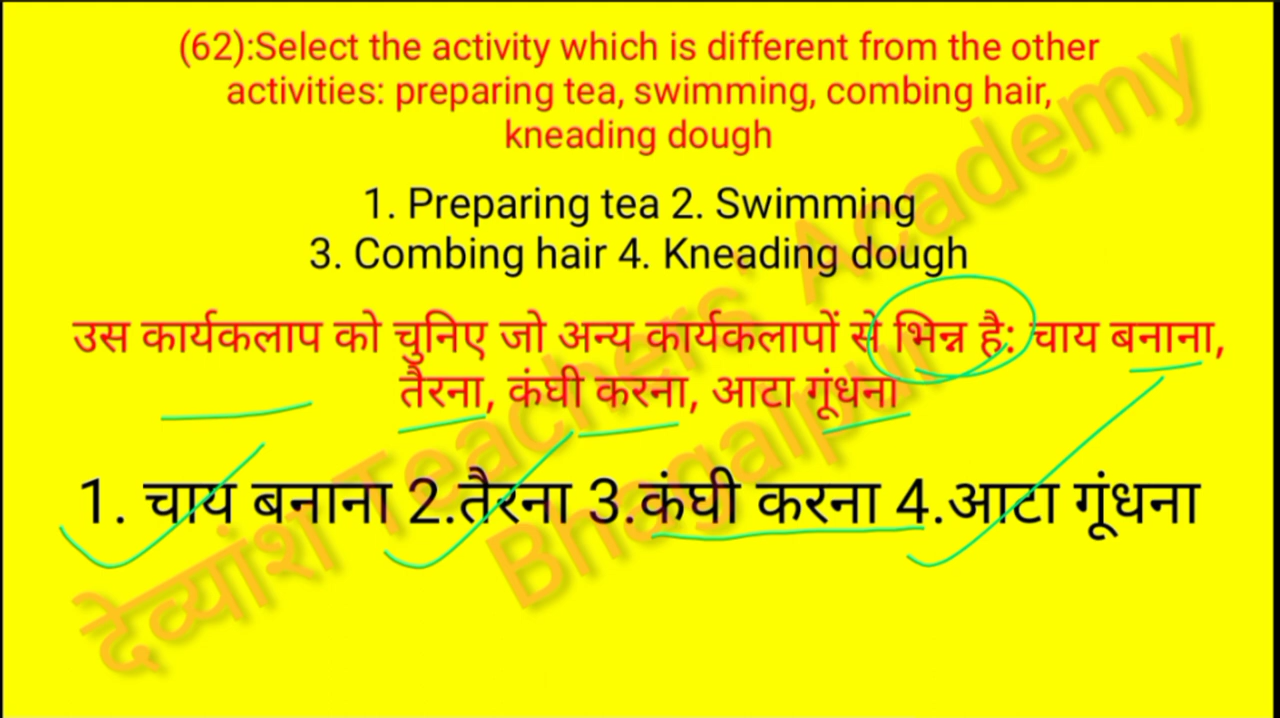 (62):Select the activity which is different from the other
activities: preparing tea, swimming, combing hair,
kneading dough
1. Preparing tea 2. Swimming
3. Combing hair 4. Kneading dough
उस कार्यकलाप को चुनिए जो अन्य कार्यकलापों से भिन्न है: चाय बनाना,
तैरना, कंघी करना, आटा गूंधना
1. चाय बनाना 2.तैरना 3.कंघी करना 4.आटा गूंधना
देव्यांश Teachers' Academy
Bhagalpur